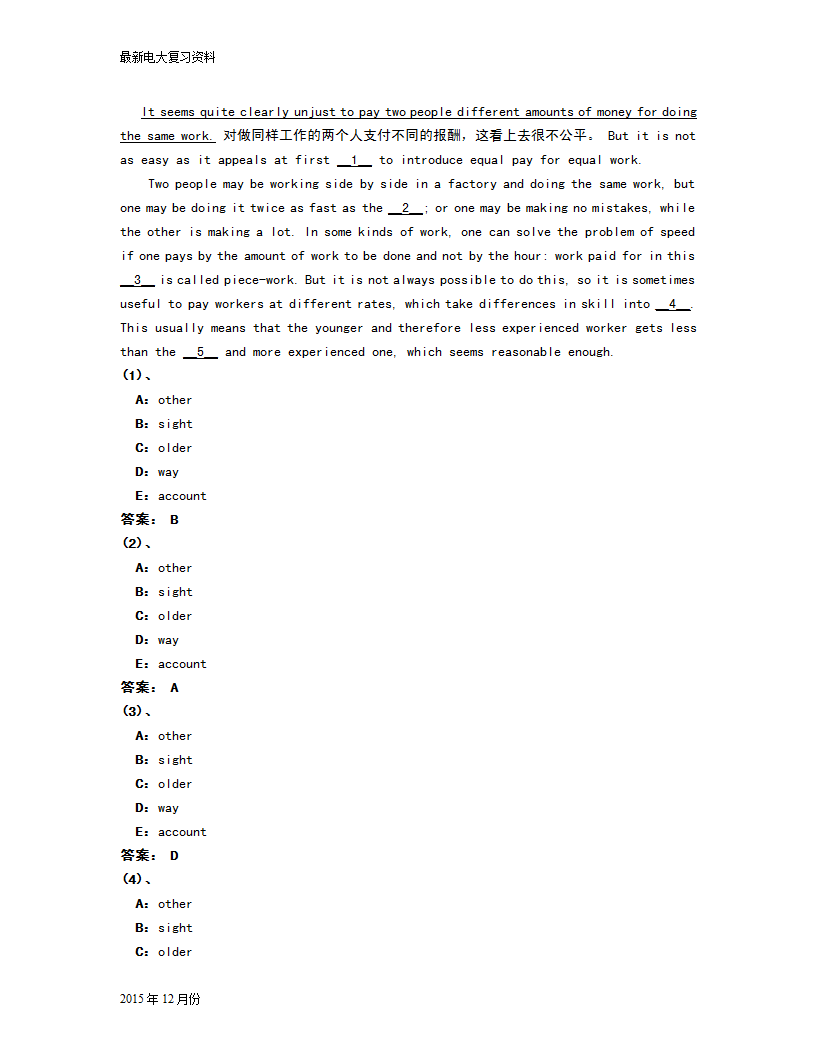 最新电大复习资料
It seems quite clearly unjust to pay two people different amounts of money for doing
the same work. 对做同样工作的两个人支付不同的报酬，这看上去很不公平。 But it is not
as easy as it appeals at first __1__ to introduce equal pay for equal work.
Two people may be working side by side in a factory and doing the same work, but
one may be doing it twice as fast as the __2__; or one may be making no mistakes, while
the other is making a lot. In some kinds of work, one can solve the problem of speed
if one pays by the amount of work to be done and not by the hour: work paid for in this
__3__ is called piece-work. But it is not always possible to do this, so it is sometimes
useful to pay workers at different rates, which take differences in skill into __4__.
This usually means that the younger and therefore less experienced worker gets less
than the __5__ and more experienced one, which seems reasonable enough.
(1)、
A: other
B: sight
C: older
D: way
E: account
答案： B
(2)、
A: other
B: sight
C: older
D: way
E: account
答案： A
(3)、
A: other
B: sight
C: older
D: way
E: account
答案： D
(4)、
A: other
B: sight
C: older
2015 年 12 月份